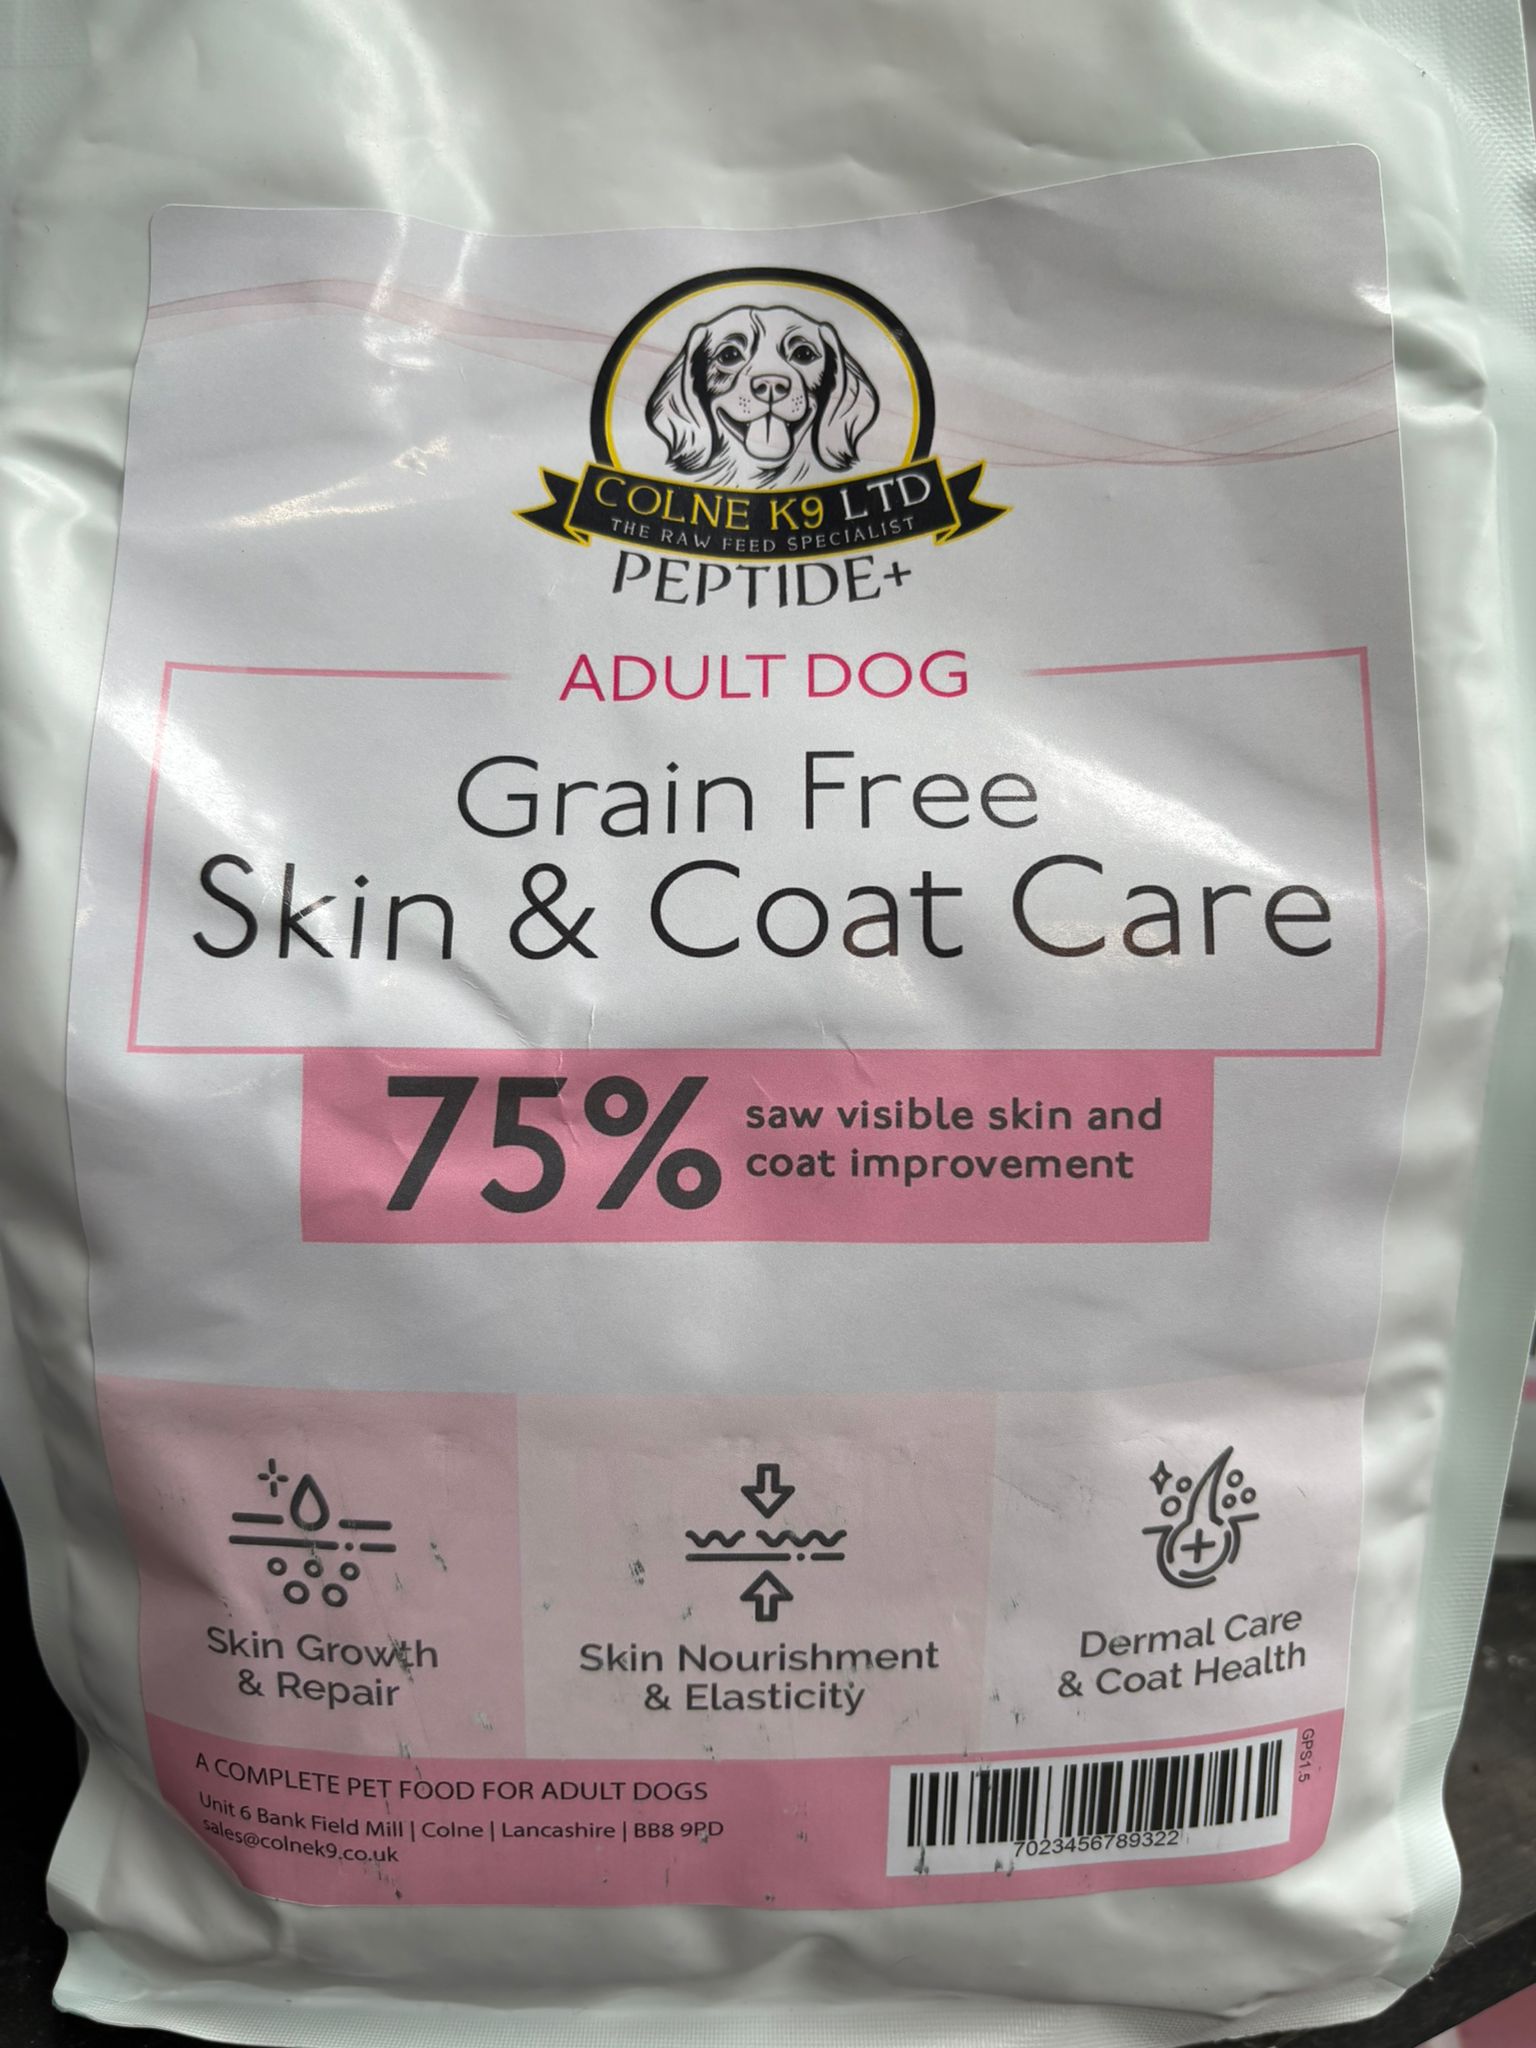 COLNE K9 LTD
THE RAW FEED SPECIALIST
PEPTIDE+
ADULT DOG
Grain Free
Skin & Coat Care
75%
saw visible skin and
coat improvement
Skin Growth
& Repair
Skin Nourishment
& Elasticity
Dermal Care
& Coat Health
A COMPLETE PET FOOD FOR ADULT DOGS
Unit 6 Bank Field Mill | Colne | Lancashire | BB8 9PD
sales@colnek9.co.uk
7023456789322
GPS1.5